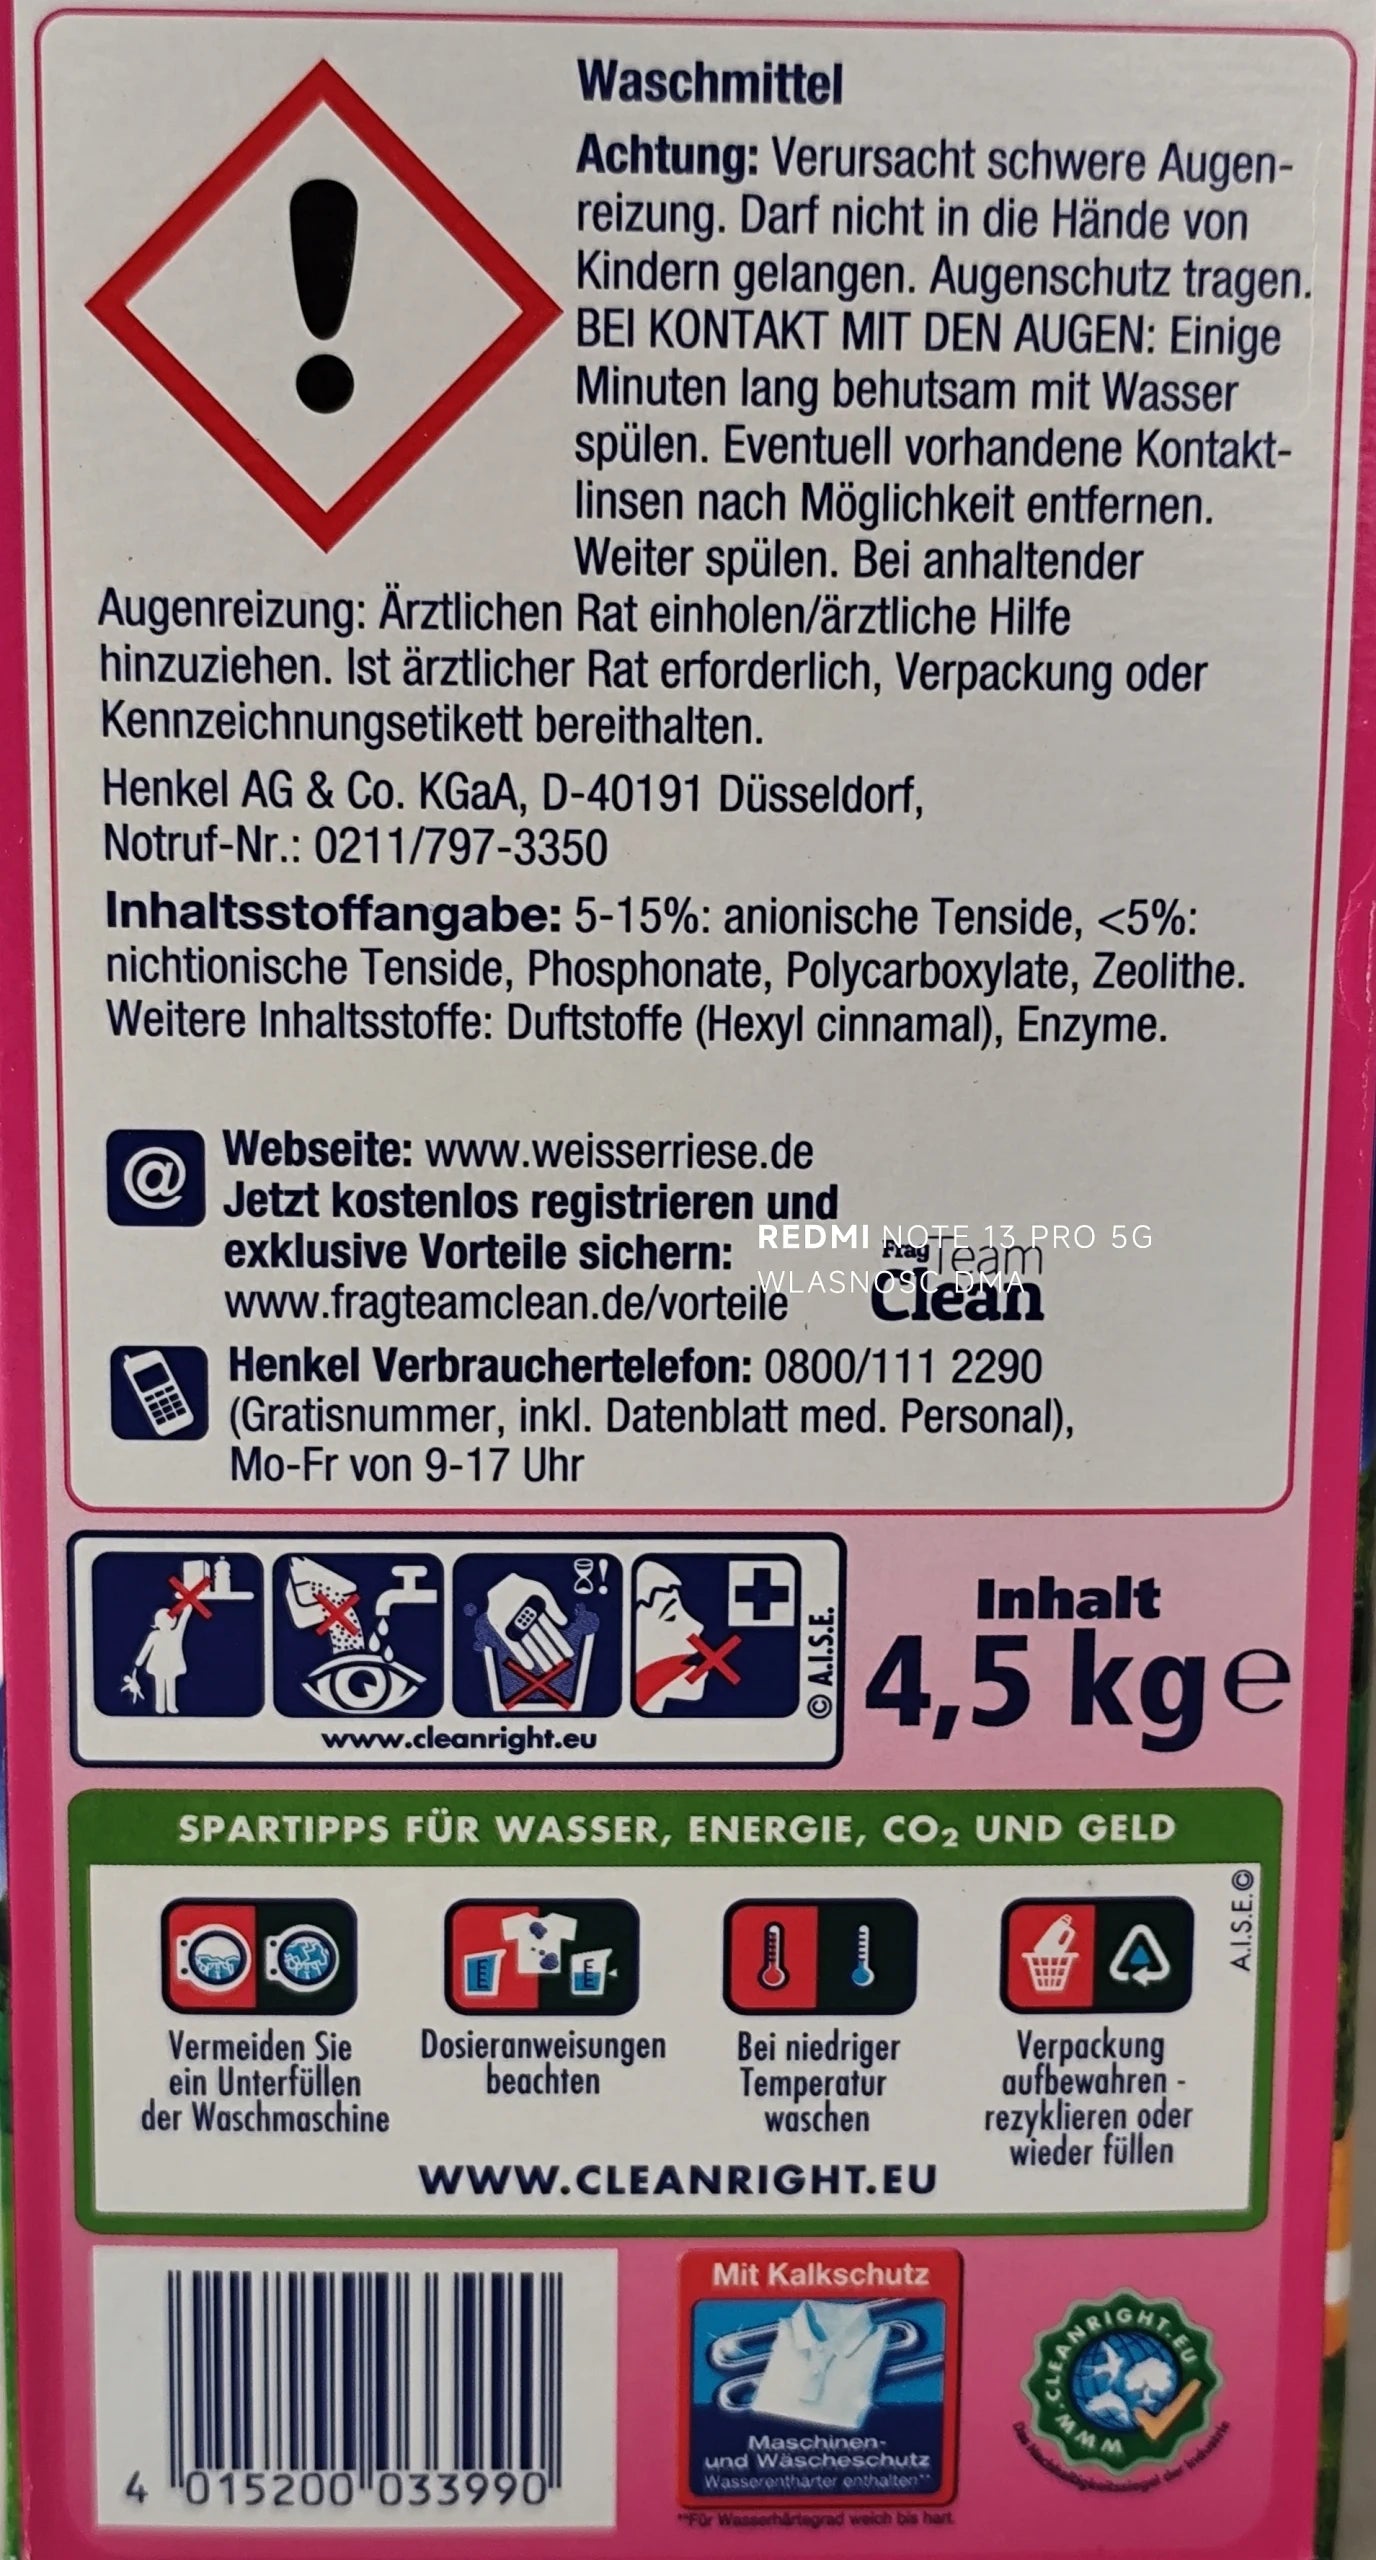 Waschmittel
Achtung: Verursacht schwere Augen-
reizung. Darf nicht in die Hände von
Kindern gelangen. Augenschutz tragen.
BEI KONTAKT MIT DEN AUGEN: Einige
Minuten lang behutsam mit Wasser
spülen. Eventuell vorhandene Kontakt-
linsen nach Möglichkeit entfernen.
Weiter spülen. Bei anhaltender
Augenreizung: Ärztlichen Rat einholen/ärztliche Hilfe
hinzuziehen. Ist ärztlicher Rat erforderlich, Verpackung oder
Kennzeichnungsetikett bereithalten.
Henkel AG & Co. KGaA, D-40191 Düsseldorf,
Notruf-Nr.: 0211/797-3350
Inhaltsstoffangabe: 5-15%: anionische Tenside, <5%:
nichtionische Tenside, Phosphonate, Polycarboxylate, Zeolithe.
Weitere Inhaltsstoffe: Duftstoffe (Hexyl cinnamal), Enzyme.
@
Webseite: www.weisserriese.de
Jetzt kostenlos registrieren und
exklusive Vorteile sichern:
www.fragteamclean.de/vorteile
REDMI NOTE 13 PRO 5G
WLASNOSC DMA
Frag Team
Clean
Henkel Verbrauchertelefon: 0800/111 2290
(Gratisnummer, inkl. Datenblatt med. Personal),
Mo-Fr von 9-17 Uhr
!
© A.I.S.E.
www.cleanright.eu
Inhalt
4,5 kg e
SPARTIPPS FÜR WASSER, ENERGIE, CO₂ UND GELD
A.I.S.E. ©
Vermeiden Sie
ein Unterfüllen
der Waschmaschine
Dosieranweisungen
beachten
Bei niedriger
Temperatur
waschen
Verpackung
aufbewahren -
rezyklieren oder
wieder füllen
WWW.CLEANRIGHT.EU
4 015200 033990
Mit Kalkschutz
Maschinen-
und Wäscheschutz
Wasserenthärter enthalten**
**Für Wasserhärtegrad weich bis hart
WWW.CLEANRIGHT.EU
Das Nachhaltigkeitssiegel der Industrie